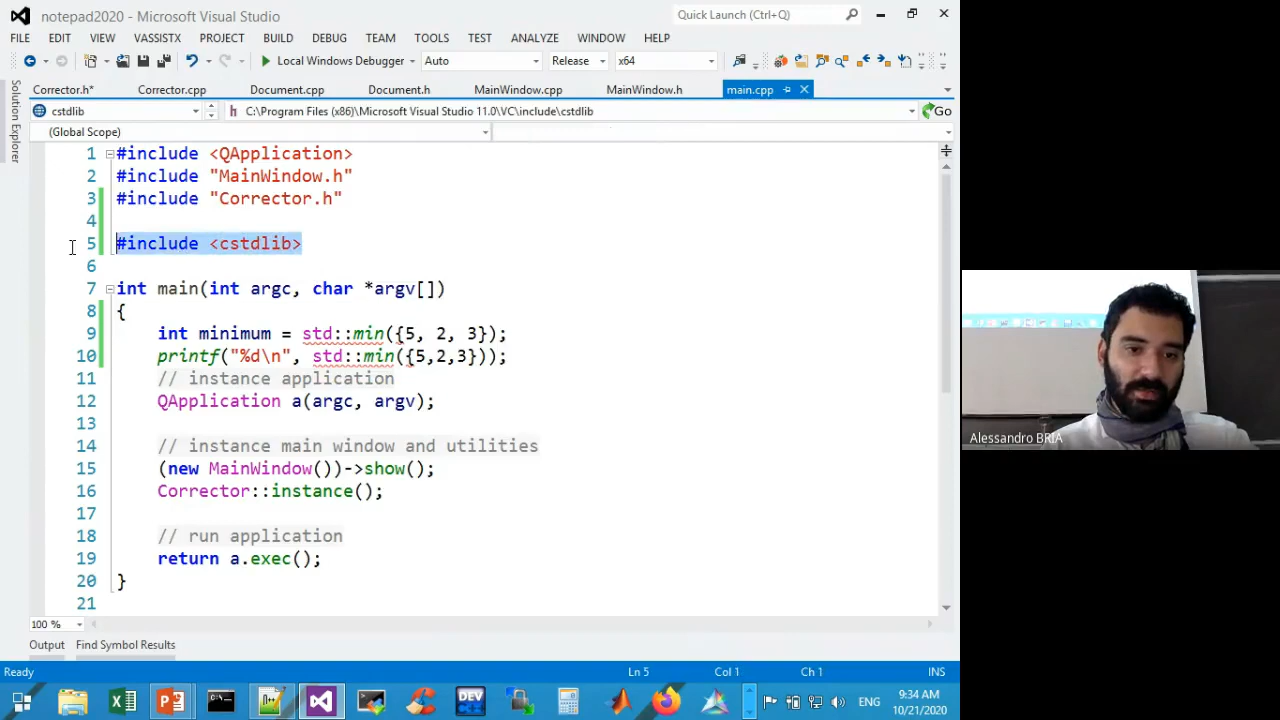 notepad2020 - Microsoft Visual Studio
Quick Launch (Ctrl+Q)
FILE EDIT VIEW VASSISTX PROJECT BUILD DEBUG TEAM TOOLS TEST ANALYZE WINDOW HELP
Local Windows Debugger Auto Release x64
Corrector.h* Corrector.cpp Document.cpp Document.h MainWindow.cpp MainWindow.h main.cpp
cstdlib C:\Program Files (x86)\Microsoft Visual Studio 11.0\VC\include\cstdlib Go
(Global Scope)
Solution Explorer
1 #include <QApplication>
2 #include "MainWindow.h"
3 #include "Corrector.h"
4
5 #include <cstdlib>
6
7 int main(int argc, char *argv[])
8 {
9 int minimum = std::min({5, 2, 3});
10 printf("%d\n", std::min({5,2,3}));
11 // instance application
12 QApplication a(argc, argv);
13
14 // instance main window and utilities
15 (new MainWindow())->show();
16 Corrector::instance();
17
18 // run application
19 return a.exec();
20 }
21
100 %
Output Find Symbol Results
Ready Ln 5 Col 1 Ch 1 INS
DEV
ENG
9:34 AM
10/21/2020
Alessandro BRIA